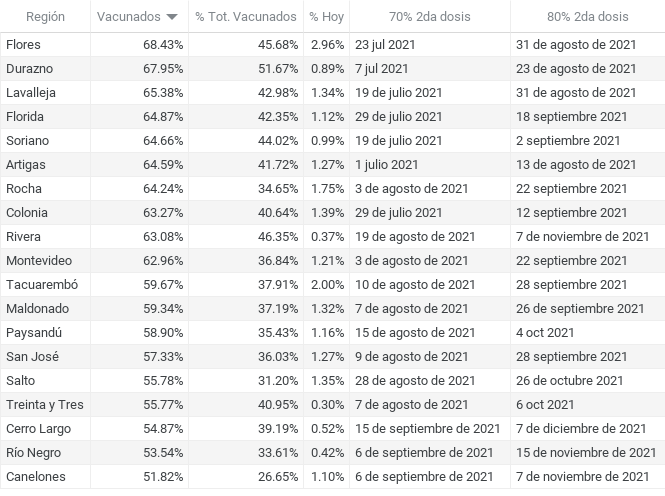 Región Vacunados % Tot. Vacunados % Hoy 70% 2da dosis 80% 2da dosis
Flores 68.43% 45.68% 2.96% 23 jul 2021 31 de agosto de 2021
Durazno 67.95% 51.67% 0.89% 7 jul 2021 23 de agosto de 2021
Lavalleja 65.38% 42.98% 1.34% 19 de julio 2021 31 de agosto de 2021
Florida 64.87% 42.35% 1.12% 29 de julio 2021 18 septiembre 2021
Soriano 64.66% 44.02% 0.99% 19 de julio 2021 2 septiembre 2021
Artigas 64.59% 41.72% 1.27% 1 julio 2021 13 de agosto de 2021
Rocha 64.24% 34.65% 1.75% 3 de agosto de 2021 22 septiembre 2021
Colonia 63.27% 40.64% 1.39% 29 de julio 2021 12 septiembre 2021
Rivera 63.08% 46.35% 0.37% 19 de agosto de 2021 7 de noviembre de 2021
Montevideo 62.96% 36.84% 1.21% 3 de agosto de 2021 22 septiembre 2021
Tacuarembó 59.67% 37.91% 2.00% 10 de agosto de 2021 28 septiembre 2021
Maldonado 59.34% 37.19% 1.32% 7 de agosto de 2021 26 de septiembre 2021
Paysandú 58.90% 35.43% 1.16% 15 de agosto de 2021 4 oct 2021
San José 57.33% 36.03% 1.27% 9 de agosto de 2021 28 septiembre 2021
Salto 55.78% 31.20% 1.35% 28 de agosto de 2021 26 de octubre 2021
Treinta y Tres 55.77% 40.95% 0.30% 7 de agosto de 2021 6 oct 2021
Cerro Largo 54.87% 39.19% 0.52% 15 de septiembre de 2021 7 de diciembre de 2021
Río Negro 53.54% 33.61% 0.42% 6 de septiembre de 2021 15 de noviembre de 2021
Canelones 51.82% 26.65% 1.10% 6 de septiembre de 2021 7 de noviembre de 2021